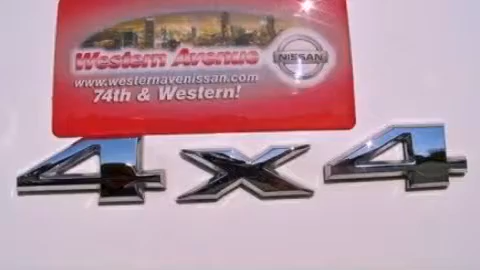 Western Avenue
NISSAN
www.westernavenissan.com
74th & Western!
4X4